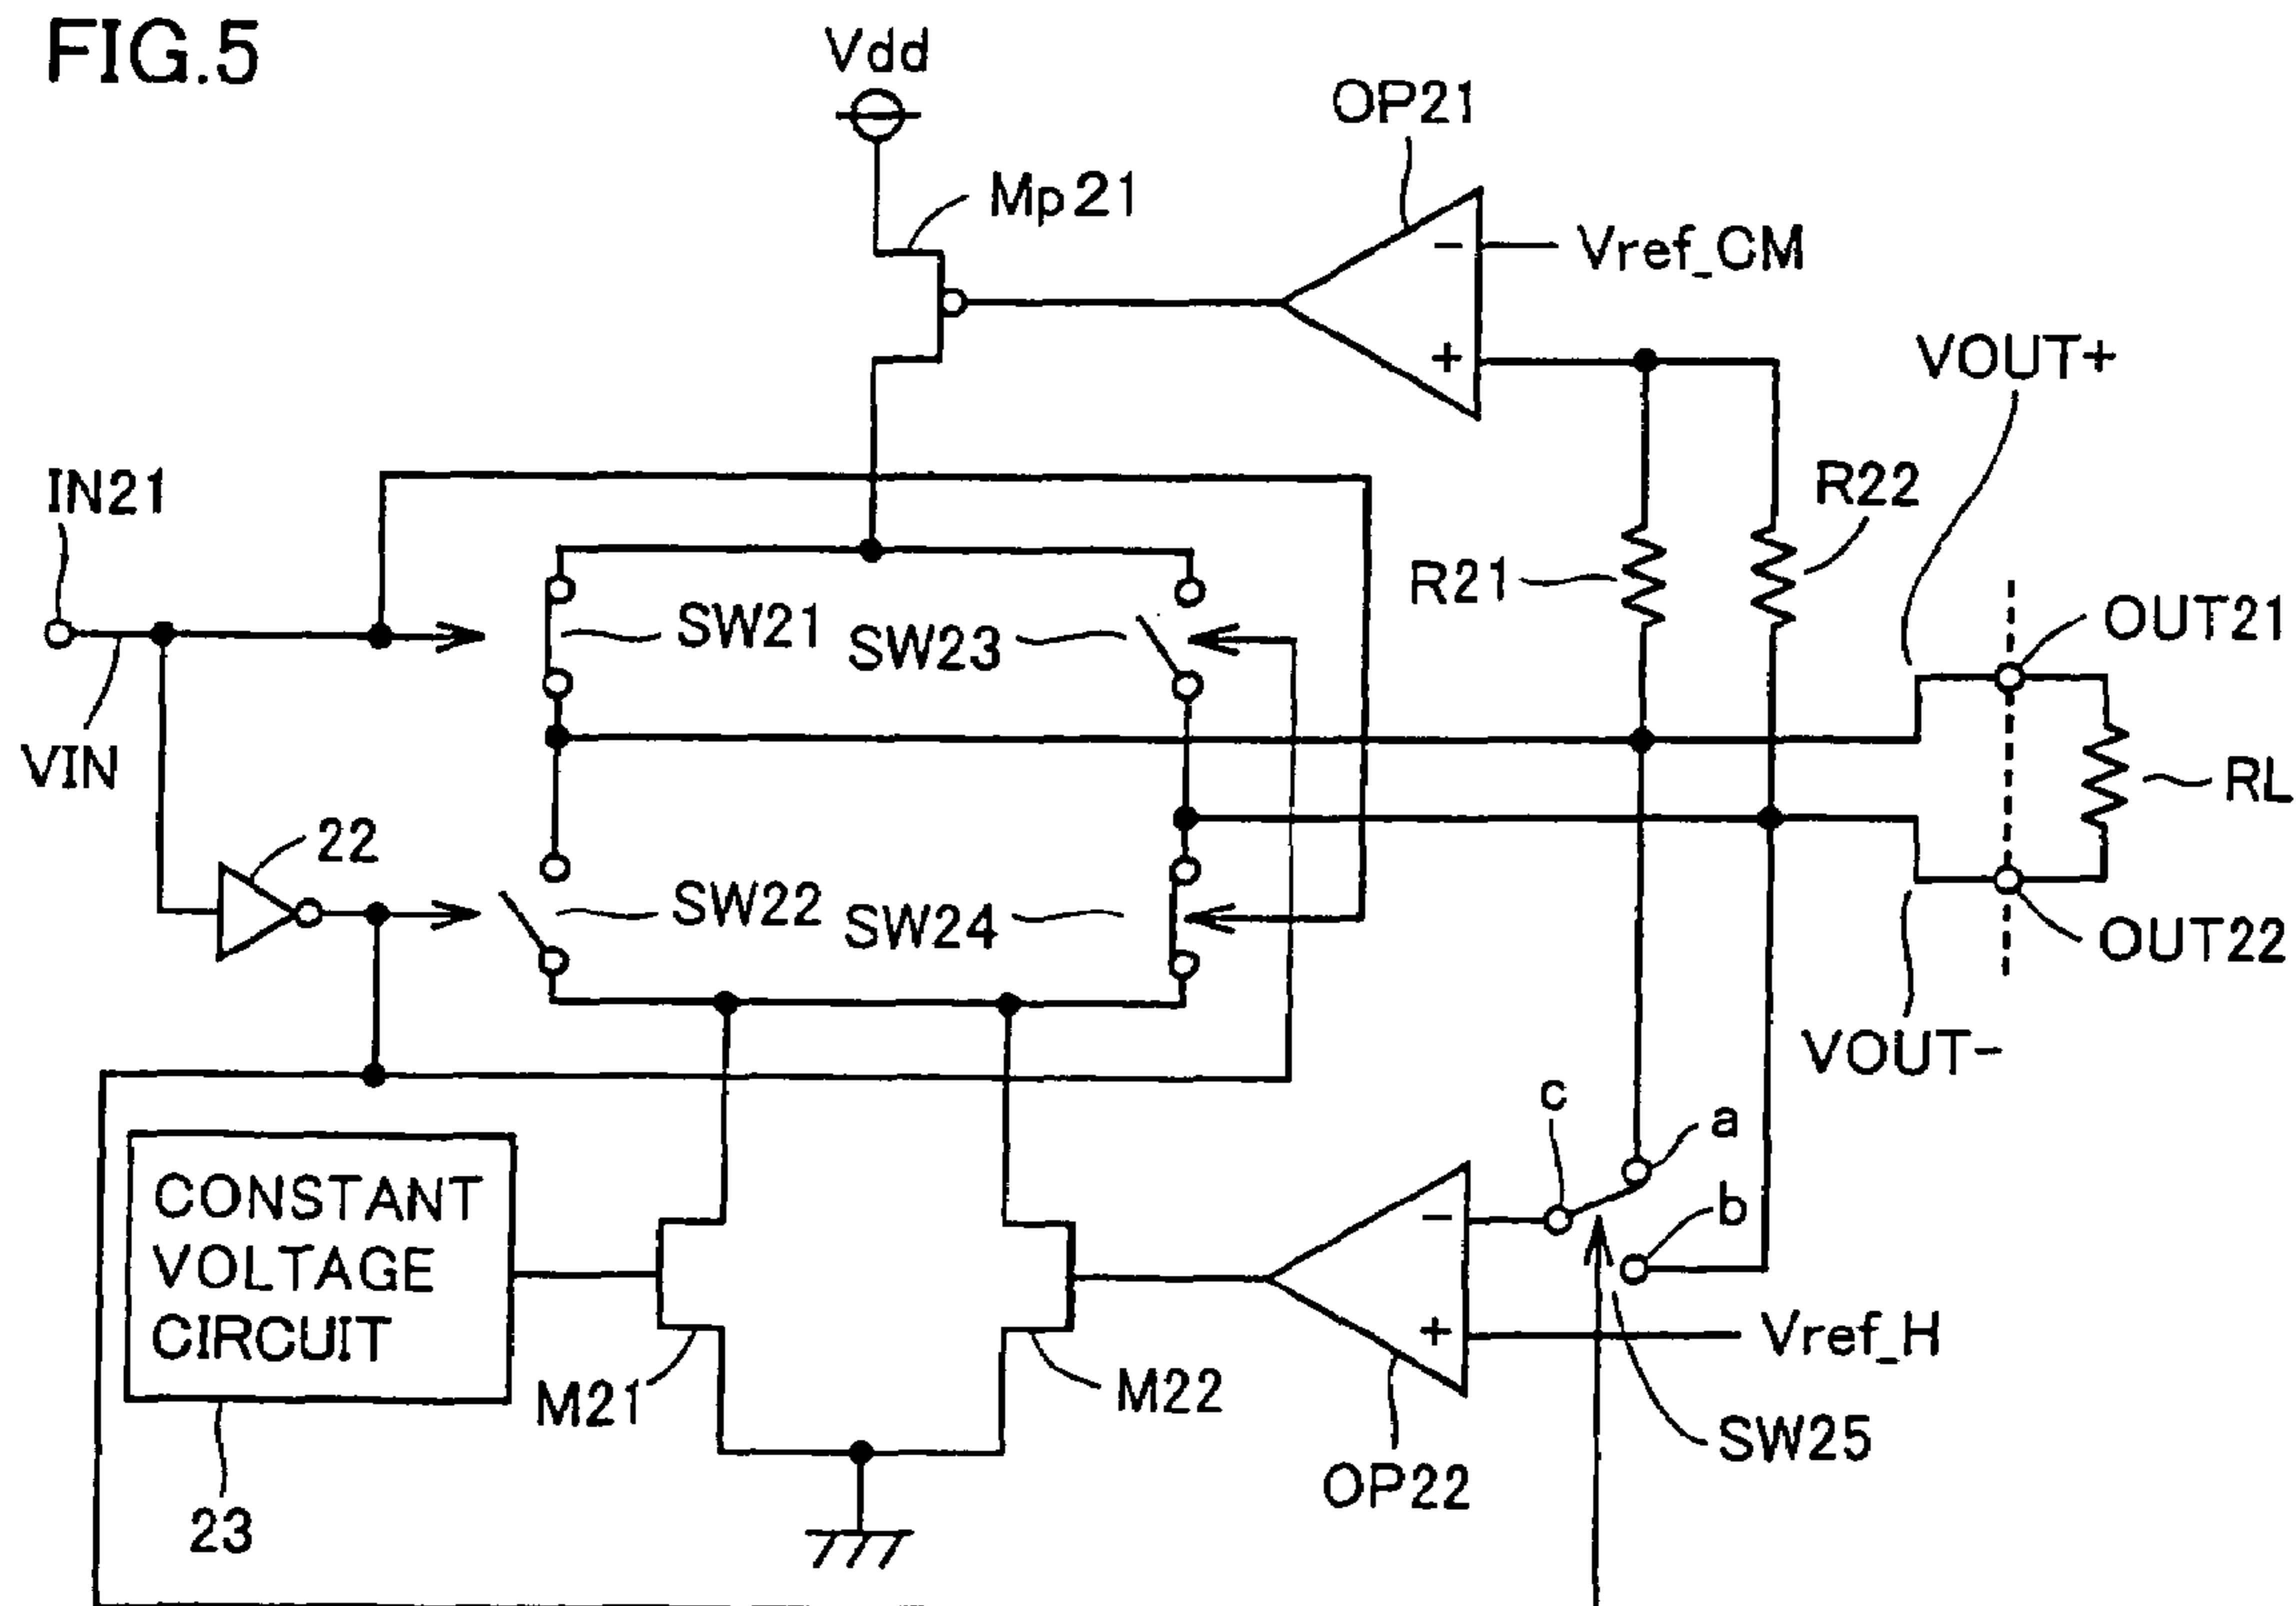 FIG.5
Vdd
OP21
Mp21
- Vref_CM
+
VOUT+
IN21
R22
R21
SW21
SW23
OUT21
VIN
RL
22
SW22
SW24
OUT22
VOUT-
c
a
CONSTANT
VOLTAGE
CIRCUIT
-
b
+
Vref_H
M21
M22
SW25
OP22
23